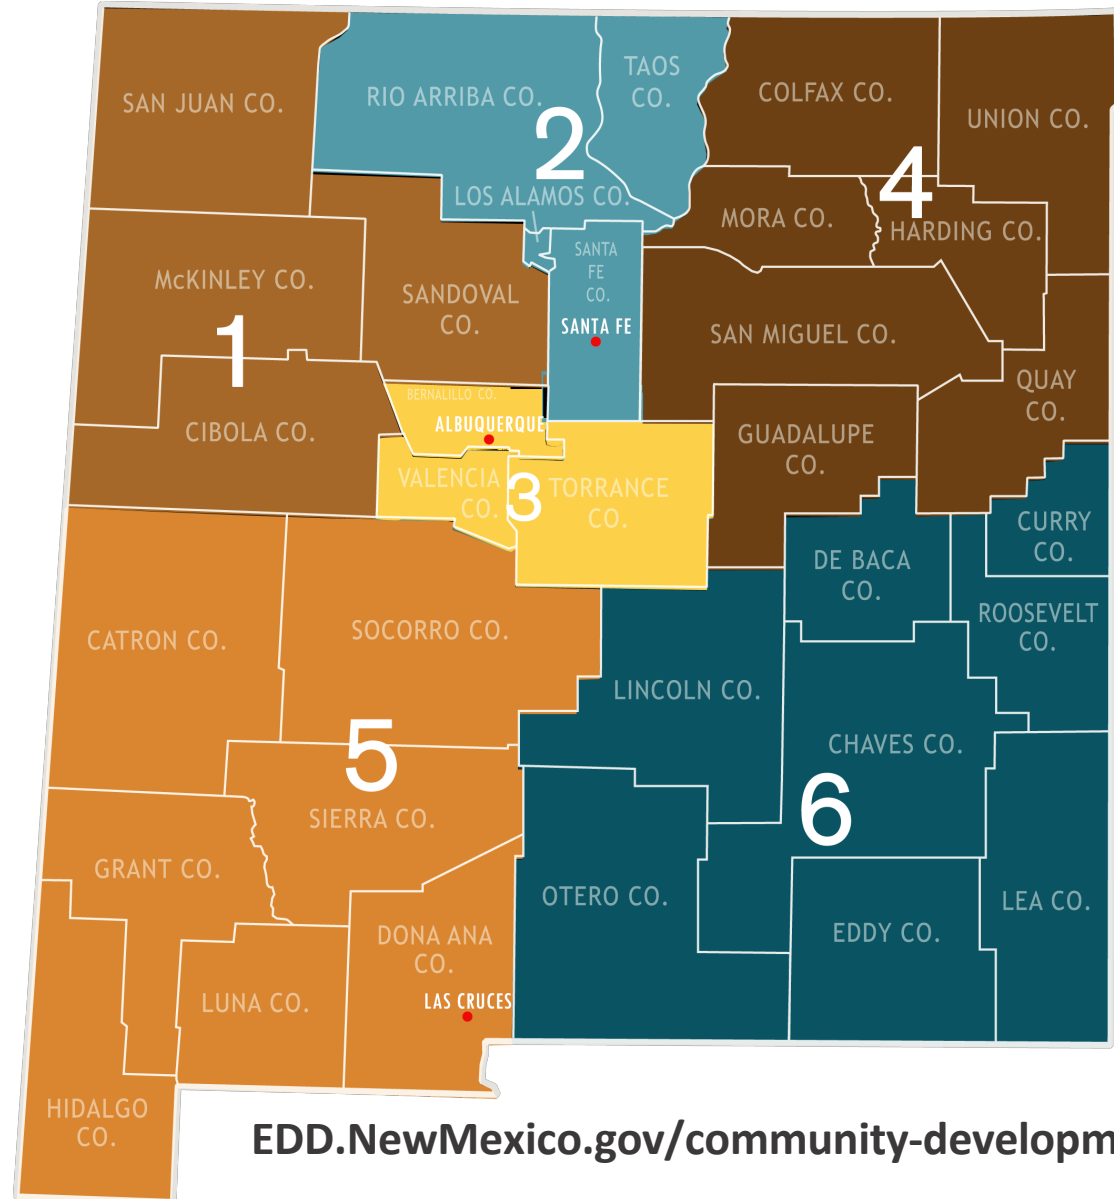 SAN JUAN CO.
RIO ARRIBA CO.
TAOS
CO.
COLFAX CO.
UNION CO.
2
4
LOS ALAMOS CO.
MORA CO.
HARDING CO.
McKINLEY CO.
SANDOVAL
CO.
SANTA
FE
CO.
SANTA FE
SAN MIGUEL CO.
1
QUAY
CO.
BERNALILLO CO.
ALBUQUERQUE
CIBOLA CO.
GUADALUPE
CO.
VALENCIA
CO.
3
TORRANCE
CO.
CURRY
CO.
DE BACA
CO.
ROOSEVELT
CO.
CATRON CO.
SOCORRO CO.
LINCOLN CO.
CHAVES CO.
5
6
SIERRA CO.
GRANT CO.
OTERO CO.
LEA CO.
EDDY CO.
DONA ANA
CO.
LAS CRUCES
LUNA CO.
HIDALGO
CO.
EDD.NewMexico.gov/community-developm